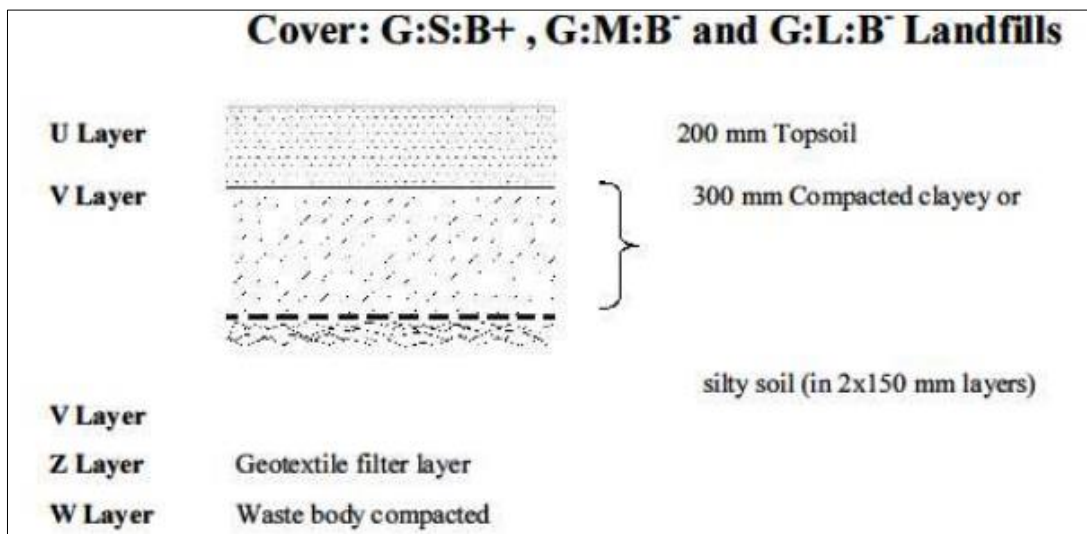 Cover: G:S:B+ , G:M:B- and G:L:B- Landfills
U Layer 200 mm Topsoil
V Layer 300 mm Compacted clayey or
silty soil (in 2x150 mm layers)
V Layer
Z Layer Geotextile filter layer
W Layer Waste body compacted